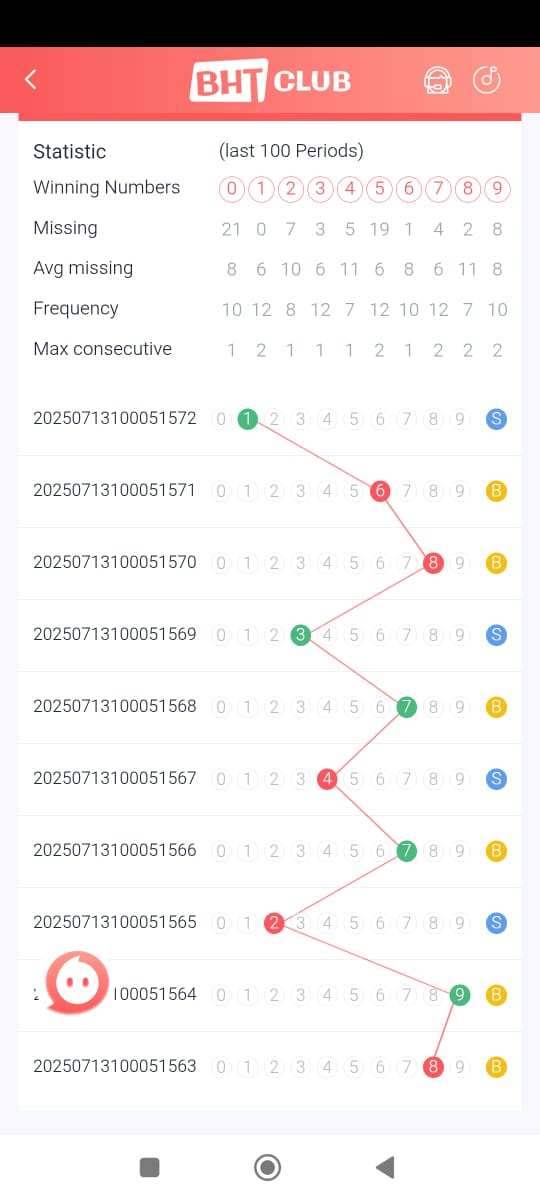 BHT CLUB
Statistic (last 100 Periods)
Winning Numbers 0 1 2 3 4 5 6 7 8 9
Missing 21 0 7 3 5 19 1 4 2 8
Avg missing 8 6 10 6 11 6 8 6 11 8
Frequency 10 12 8 12 7 12 10 12 7 10
Max consecutive 1 2 1 1 1 2 1 2 2 2
20250713100051572 0 1 2 3 4 5 6 7 8 9 S
20250713100051571 0 1 2 3 4 5 6 7 8 9 B
20250713100051570 0 1 2 3 4 5 6 7 8 9 B
20250713100051569 0 1 2 3 4 5 6 7 8 9 S
20250713100051568 0 1 2 3 4 5 6 7 8 9 B
20250713100051567 0 1 2 3 4 5 6 7 8 9 S
20250713100051566 0 1 2 3 4 5 6 7 8 9 B
20250713100051565 0 1 2 3 4 5 6 7 8 9 S
100051564 0 1 2 3 4 5 6 7 8 9 B
20250713100051563 0 1 2 3 4 5 6 7 8 9 B